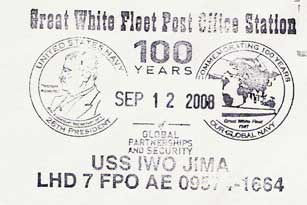 Great White Fleet Post Office Station
UNITED STATES NAVY
26TH PRESIDENT
100
YEARS
COMMEMORATING 100 YEARS
Great White Fleet
OUR GLOBAL NAVY
SEP 12 2008
of
GLOBAL
PARTNERSHIPS
AND SECURITY
USS IWO JIMA
LHD 7 FPO AE